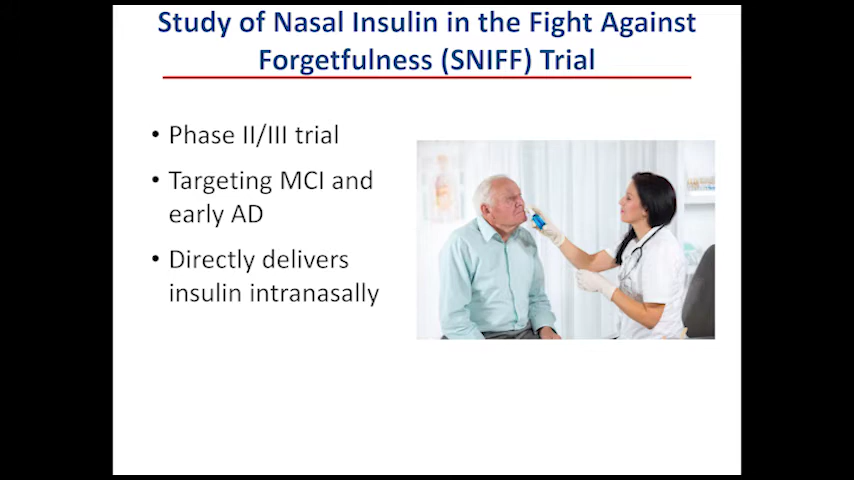 Study of Nasal Insulin in the Fight Against
Forgetfulness (SNIFF) Trial
• Phase II/III trial
• Targeting MCI and
early AD
• Directly delivers
insulin intranasally